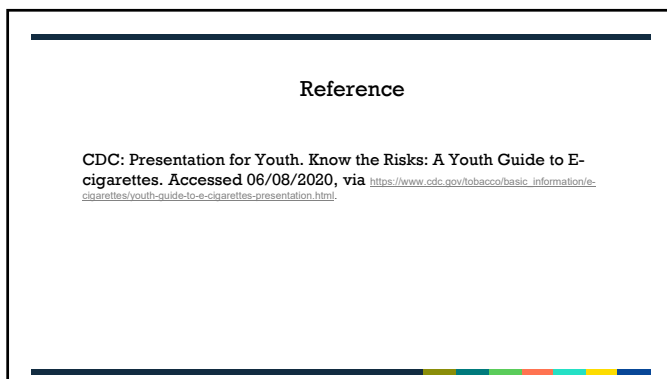 Reference
CDC: Presentation for Youth. Know the Risks: A Youth Guide to E-
cigarettes. Accessed 06/08/2020, via https://www.cdc.gov/tobacco/basic_information/e-
cigarettes/youth-guide-to-e-cigarettes-presentation.html.